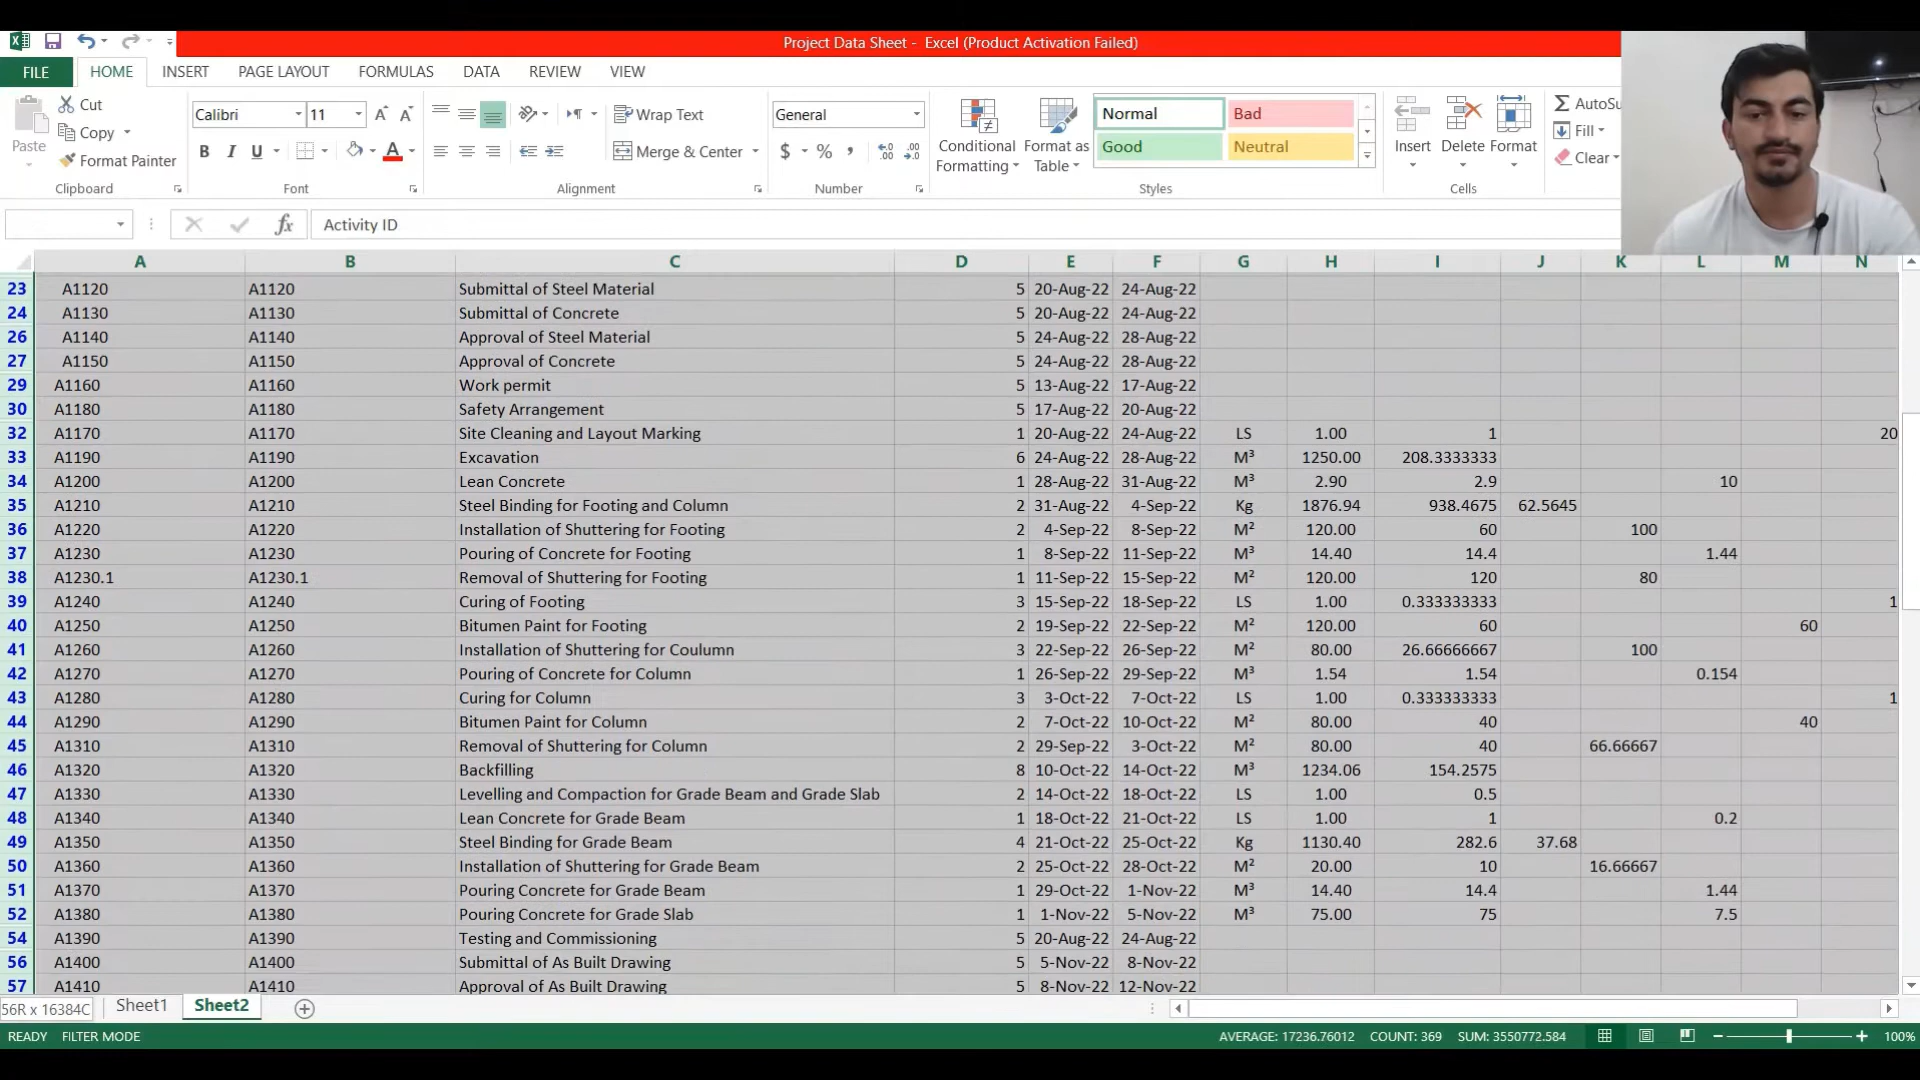 Project Data Sheet - Excel (Product Activation Failed)
FILE HOME INSERT PAGE LAYOUT FORMULAS DATA REVIEW VIEW
Paste
Cut
Copy
Format Painter
Clipboard
Calibri 11
B I U
Font
Wrap Text
Merge & Center
Alignment
General
$ % ,
Number
Conditional Formatting
Format as Table
Normal Bad
Good Neutral
Styles
Insert Delete Format
Cells
AutoSu
Fill
Clear
fx Activity ID
A B C D E F G H I J K L M N
23 A1120 A1120 Submittal of Steel Material 5 20-Aug-22 24-Aug-22
24 A1130 A1130 Submittal of Concrete 5 20-Aug-22 24-Aug-22
26 A1140 A1140 Approval of Steel Material 5 24-Aug-22 28-Aug-22
27 A1150 A1150 Approval of Concrete 5 24-Aug-22 28-Aug-22
29 A1160 A1160 Work permit 5 13-Aug-22 17-Aug-22
30 A1180 A1180 Safety Arrangement 5 17-Aug-22 20-Aug-22
32 A1170 A1170 Site Cleaning and Layout Marking 1 20-Aug-22 24-Aug-22 LS 1.00 1 20
33 A1190 A1190 Excavation 6 24-Aug-22 28-Aug-22 M³ 1250.00 208.3333333
34 A1200 A1200 Lean Concrete 1 28-Aug-22 31-Aug-22 M³ 2.90 2.9 10
35 A1210 A1210 Steel Binding for Footing and Column 2 31-Aug-22 4-Sep-22 Kg 1876.94 938.4675 62.5645
36 A1220 A1220 Installation of Shuttering for Footing 2 4-Sep-22 8-Sep-22 M² 120.00 60 100
37 A1230 A1230 Pouring of Concrete for Footing 1 8-Sep-22 11-Sep-22 M³ 14.40 14.4 1.44
38 A1230.1 A1230.1 Removal of Shuttering for Footing 1 11-Sep-22 15-Sep-22 M² 120.00 120 80
39 A1240 A1240 Curing of Footing 3 15-Sep-22 18-Sep-22 LS 1.00 0.333333333 1
40 A1250 A1250 Bitumen Paint for Footing 2 19-Sep-22 22-Sep-22 M² 120.00 60 60
41 A1260 A1260 Installation of Shuttering for Coulumn 3 22-Sep-22 26-Sep-22 M² 80.00 26.66666667 100
42 A1270 A1270 Pouring of Concrete for Column 1 26-Sep-22 29-Sep-22 M³ 1.54 1.54 0.154
43 A1280 A1280 Curing for Column 3 3-Oct-22 7-Oct-22 LS 1.00 0.333333333 1
44 A1290 A1290 Bitumen Paint for Column 2 7-Oct-22 10-Oct-22 M² 80.00 40 40
45 A1310 A1310 Removal of Shuttering for Column 2 29-Sep-22 3-Oct-22 M² 80.00 40 66.66667
46 A1320 A1320 Backfilling 8 10-Oct-22 14-Oct-22 M³ 1234.06 154.2575
47 A1330 A1330 Levelling and Compaction for Grade Beam and Grade Slab 2 14-Oct-22 18-Oct-22 LS 1.00 0.5
48 A1340 A1340 Lean Concrete for Grade Beam 1 18-Oct-22 21-Oct-22 LS 1.00 1 0.2
49 A1350 A1350 Steel Binding for Grade Beam 4 21-Oct-22 25-Oct-22 Kg 1130.40 282.6 37.68
50 A1360 A1360 Installation of Shuttering for Grade Beam 2 25-Oct-22 28-Oct-22 M² 20.00 10 16.66667
51 A1370 A1370 Pouring Concrete for Grade Beam 1 29-Oct-22 1-Nov-22 M³ 14.40 14.4 1.44
52 A1380 A1380 Pouring Concrete for Grade Slab 1 1-Nov-22 5-Nov-22 M³ 75.00 75 7.5
54 A1390 A1390 Testing and Commissioning 5 20-Aug-22 24-Aug-22
56 A1400 A1400 Submittal of As Built Drawing 5 5-Nov-22 8-Nov-22
57 A1410 A1410 Approval of As Built Drawing 5 8-Nov-22 12-Nov-22
56R x 16384C Sheet1 Sheet2
READY FILTER MODE AVERAGE: 17236.76012 COUNT: 369 SUM: 3550772.584 100%